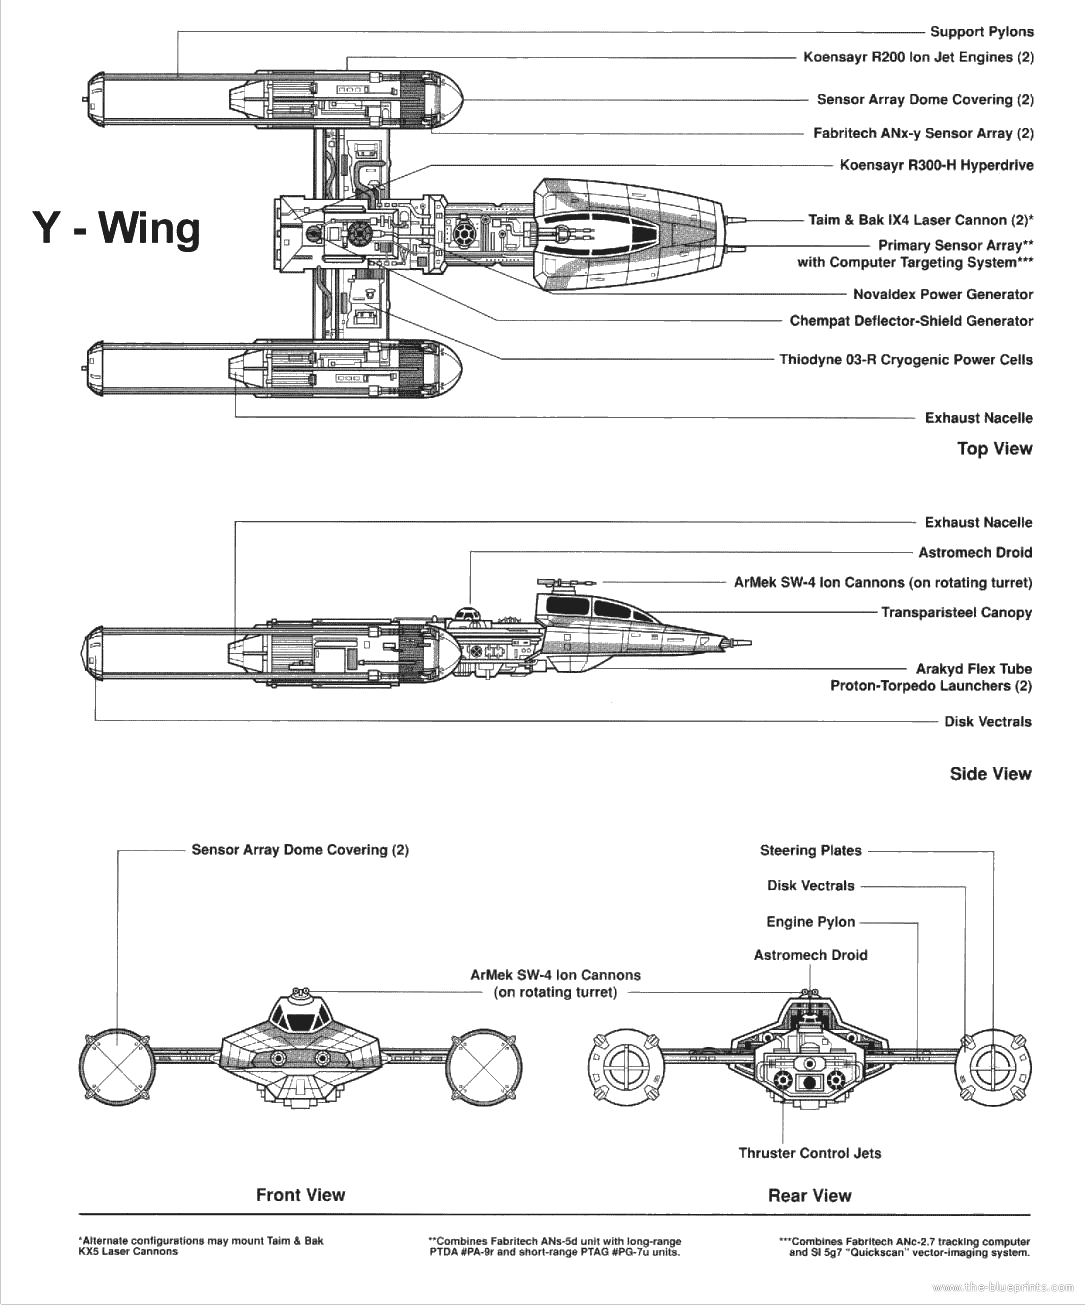 Support Pylons
Koensayr R200 Ion Jet Engines (2)
Sensor Array Dome Covering (2)
Fabritech ANx-y Sensor Array (2)
Koensayr R300-H Hyperdrive
Y - Wing
Taim & Bak IX4 Laser Cannon (2)*
Primary Sensor Array**
with Computer Targeting System***
Novaldex Power Generator
Chempat Deflector-Shield Generator
Thiodyne 03-R Cryogenic Power Cells
Exhaust Nacelle
Top View
Exhaust Nacelle
Astromech Droid
ArMek SW-4 Ion Cannons (on rotating turret)
Transparisteel Canopy
Arakyd Flex Tube
Proton-Torpedo Launchers (2)
Disk Vectrals
Side View
Sensor Array Dome Covering (2)
Steering Plates
Disk Vectrals
Engine Pylon
Astromech Droid
ArMek SW-4 Ion Cannons
(on rotating turret)
Thruster Control Jets
Front View
Rear View
*Alternate configurations may mount Taim & Bak
KX5 Laser Cannons
**Combines Fabritech ANs-5d unit with long-range
PTDA #PA-9r and short-range PTAG #PG-7u units.
***Combines Fabritech ANc-2.7 tracking computer
and SI 5g7 "Quickscan" vector-imaging system.
www.the-blueprints.com